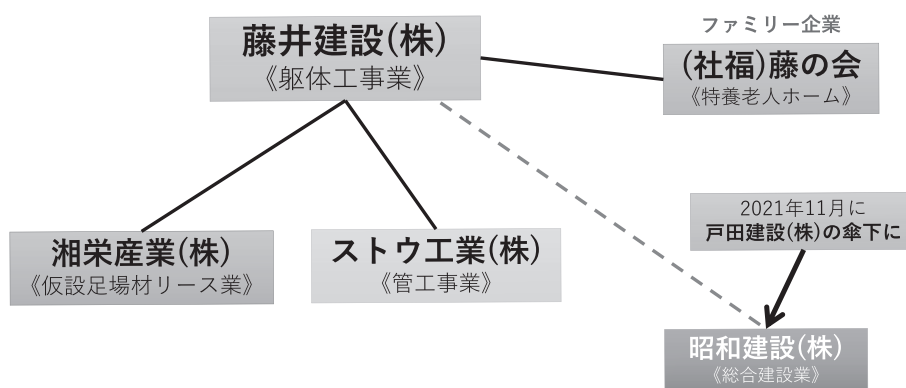 藤井建設(株)
《躯体工事業》
ファミリー企業
(社福)藤の会
《特養老人ホーム》
2021年11月に
戸田建設(株)の傘下に
湘栄産業(株)
《仮設足場材リース業》
ストウ工業(株)
《管工事業》
昭和建設(株)
《総合建設業》